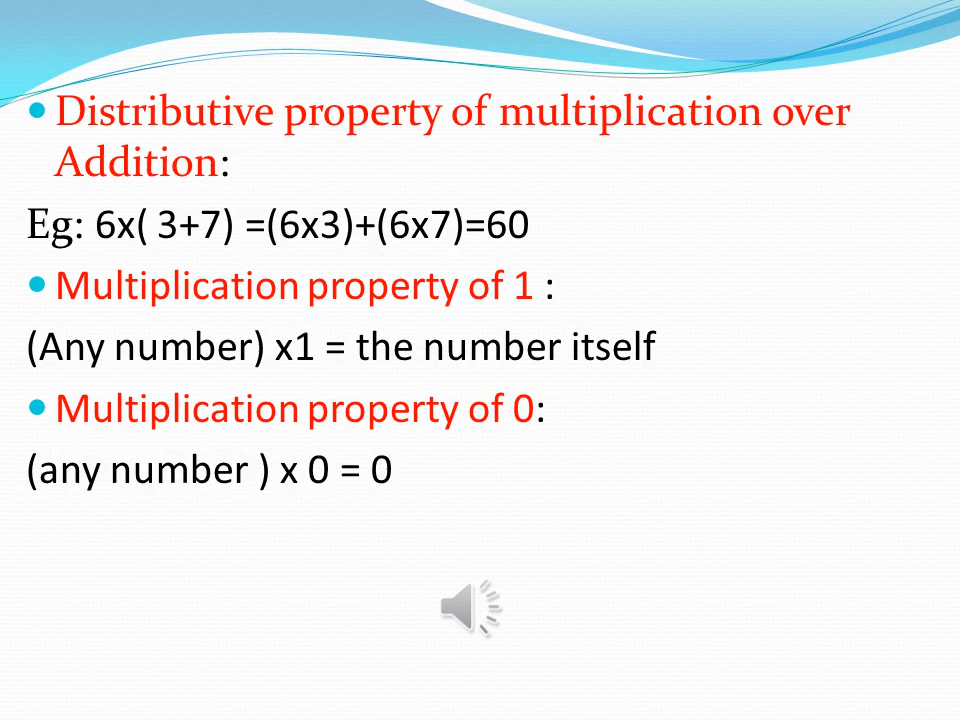 Distributive property of multiplication over
Addition:
Eg: 6x( 3+7) =(6x3)+(6x7)=60
Multiplication property of 1 :
(Any number) x1 = the number itself
Multiplication property of 0:
(any number ) x 0 = 0